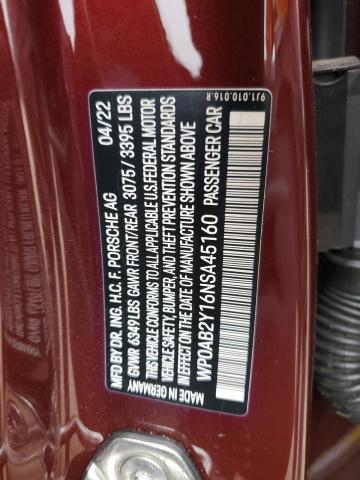 MFD BY DR. ING. H.C. F. PORSCHE AG 04/22
GVWR 6349 LBS GAWR FRONT/REAR 3075 / 3395 LBS
THIS VEHICLE CONFORMS TO ALL APPLICABLE U.S. FEDERAL MOTOR
VEHICLE SAFETY, BUMPER, AND THEFT PREVENTION STANDARDS
IN EFFECT ON THE DATE OF MANUFACTURE SHOWN ABOVE
WP0AB2Y16NSA45160 PASSENGER CAR
MADE IN GERMANY
9J1.010.016.R